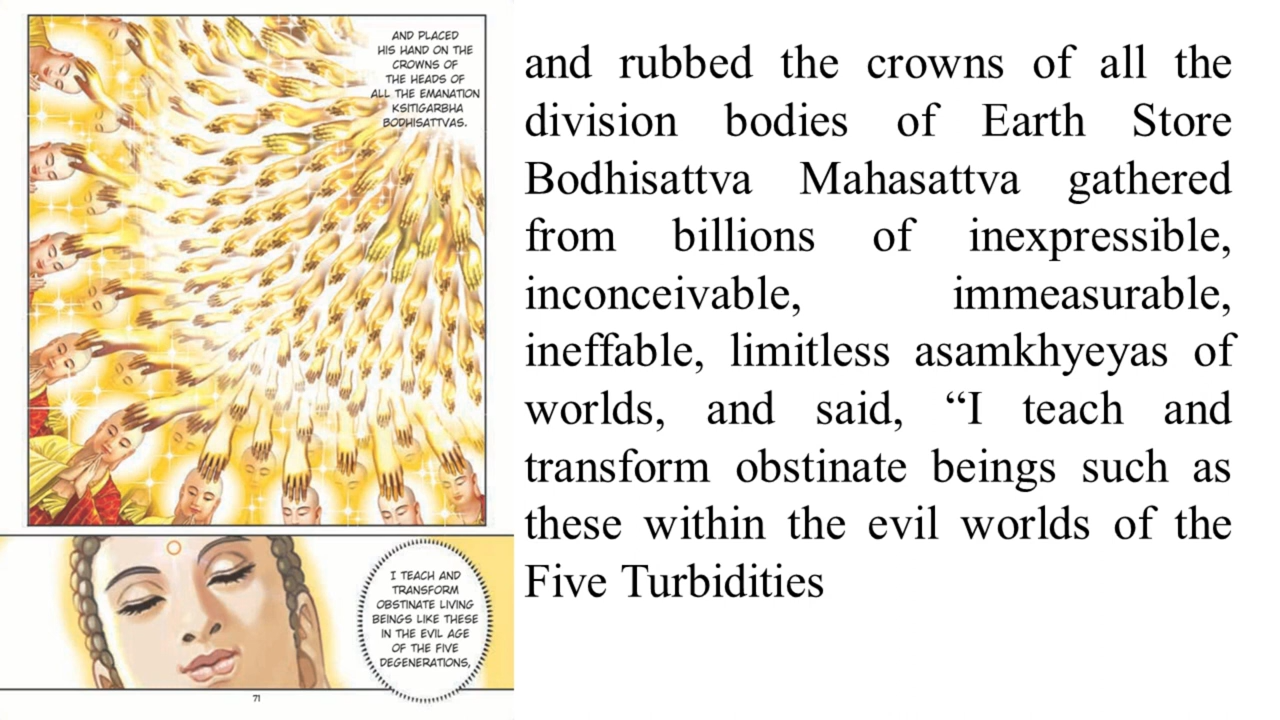 AND PLACED
HIS HAND ON THE
CROWNS OF
THE HEADS OF
ALL THE EMANATION
KSITIGARBHA
BODHISATTVAS.
I TEACH AND
TRANSFORM
OBSTINATE LIVING
BEINGS LIKE THESE
IN THE EVIL AGE
OF THE FIVE
DEGENERATIONS,
71
and rubbed the crowns of all the
division bodies of Earth Store
Bodhisattva Mahasattva gathered
from billions of inexpressible,
inconceivable, immeasurable,
ineffable, limitless asamkhyeyas of
worlds, and said, “I teach and
transform obstinate beings such as
these within the evil worlds of the
Five Turbidities